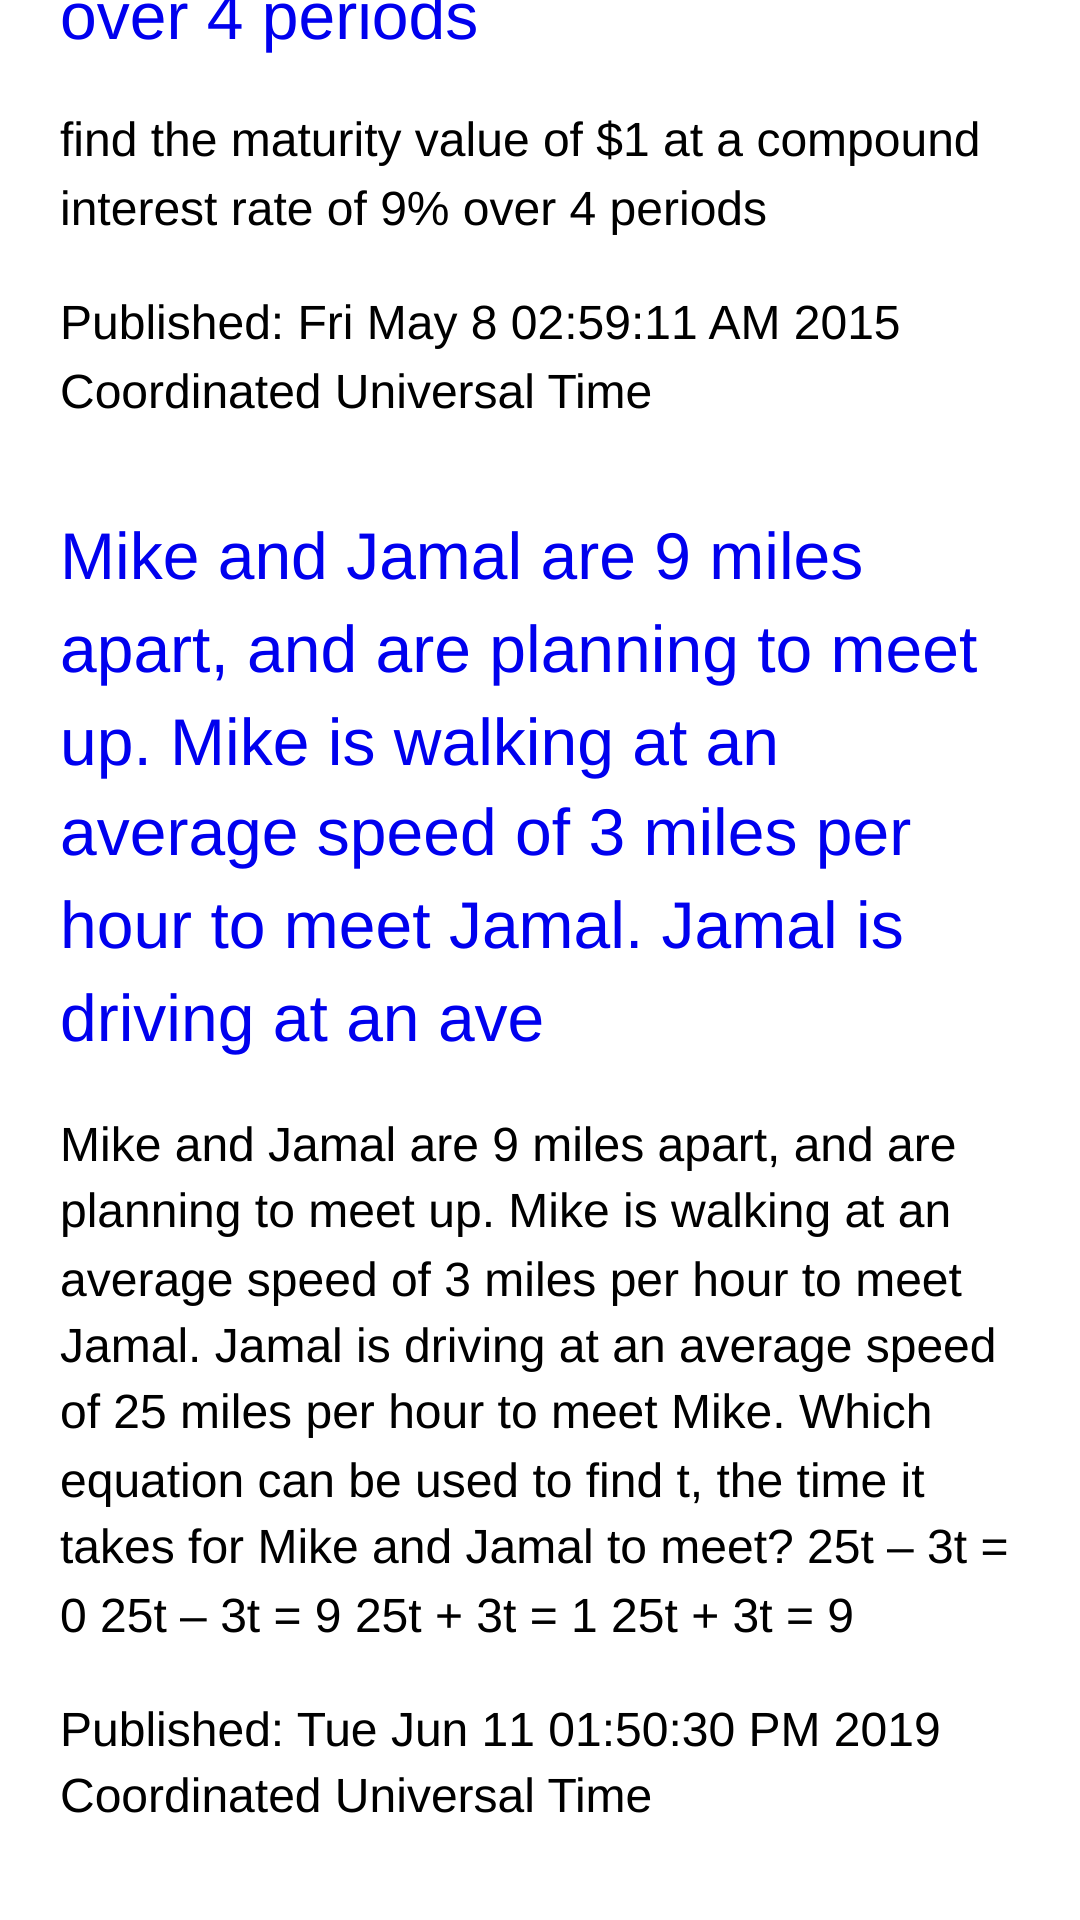 over 4 periods
find the maturity value of $1 at a compound
interest rate of 9% over 4 periods
Published: Fri May 8 02:59:11 AM 2015
Coordinated Universal Time
Mike and Jamal are 9 miles
apart, and are planning to meet
up. Mike is walking at an
average speed of 3 miles per
hour to meet Jamal. Jamal is
driving at an ave
Mike and Jamal are 9 miles apart, and are
planning to meet up. Mike is walking at an
average speed of 3 miles per hour to meet
Jamal. Jamal is driving at an average speed
of 25 miles per hour to meet Mike. Which
equation can be used to find t, the time it
takes for Mike and Jamal to meet? 25t – 3t =
0 25t – 3t = 9 25t + 3t = 1 25t + 3t = 9
Published: Tue Jun 11 01:50:30 PM 2019
Coordinated Universal Time